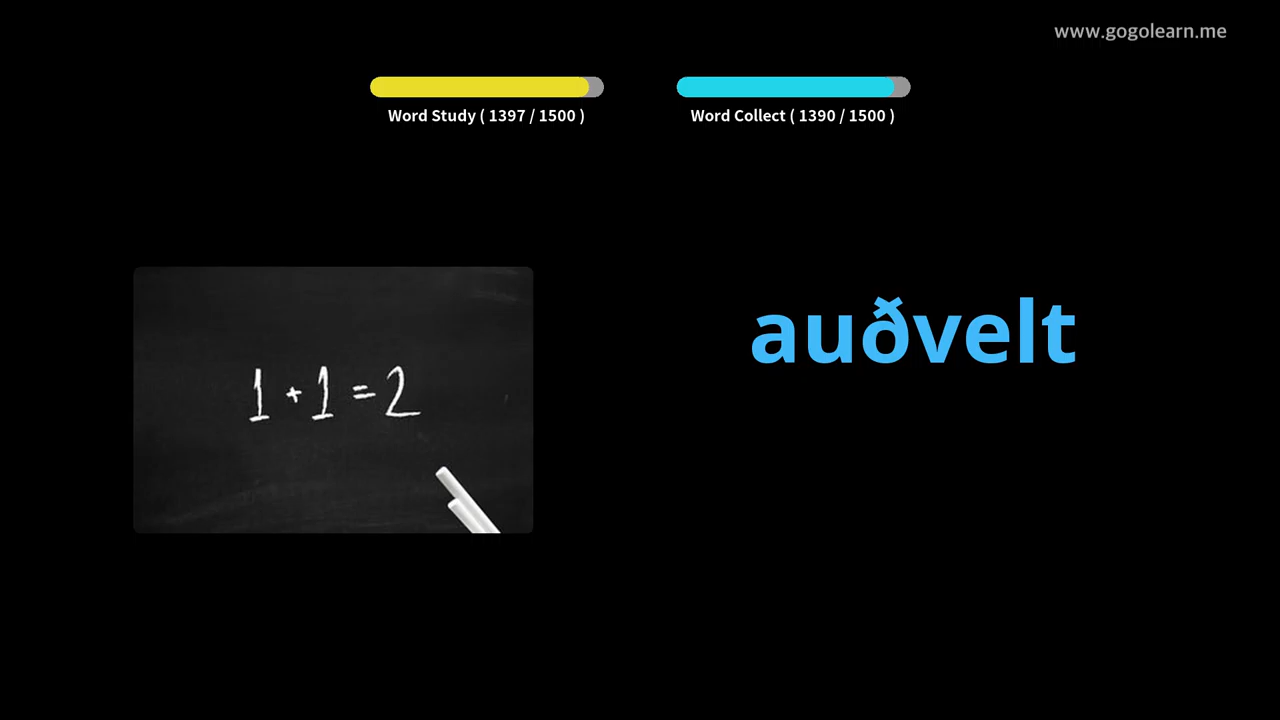 www.gogolearn.me
Word Study ( 1397 / 1500 )
Word Collect ( 1390 / 1500 )
auðvelt
1 + 1 = 2